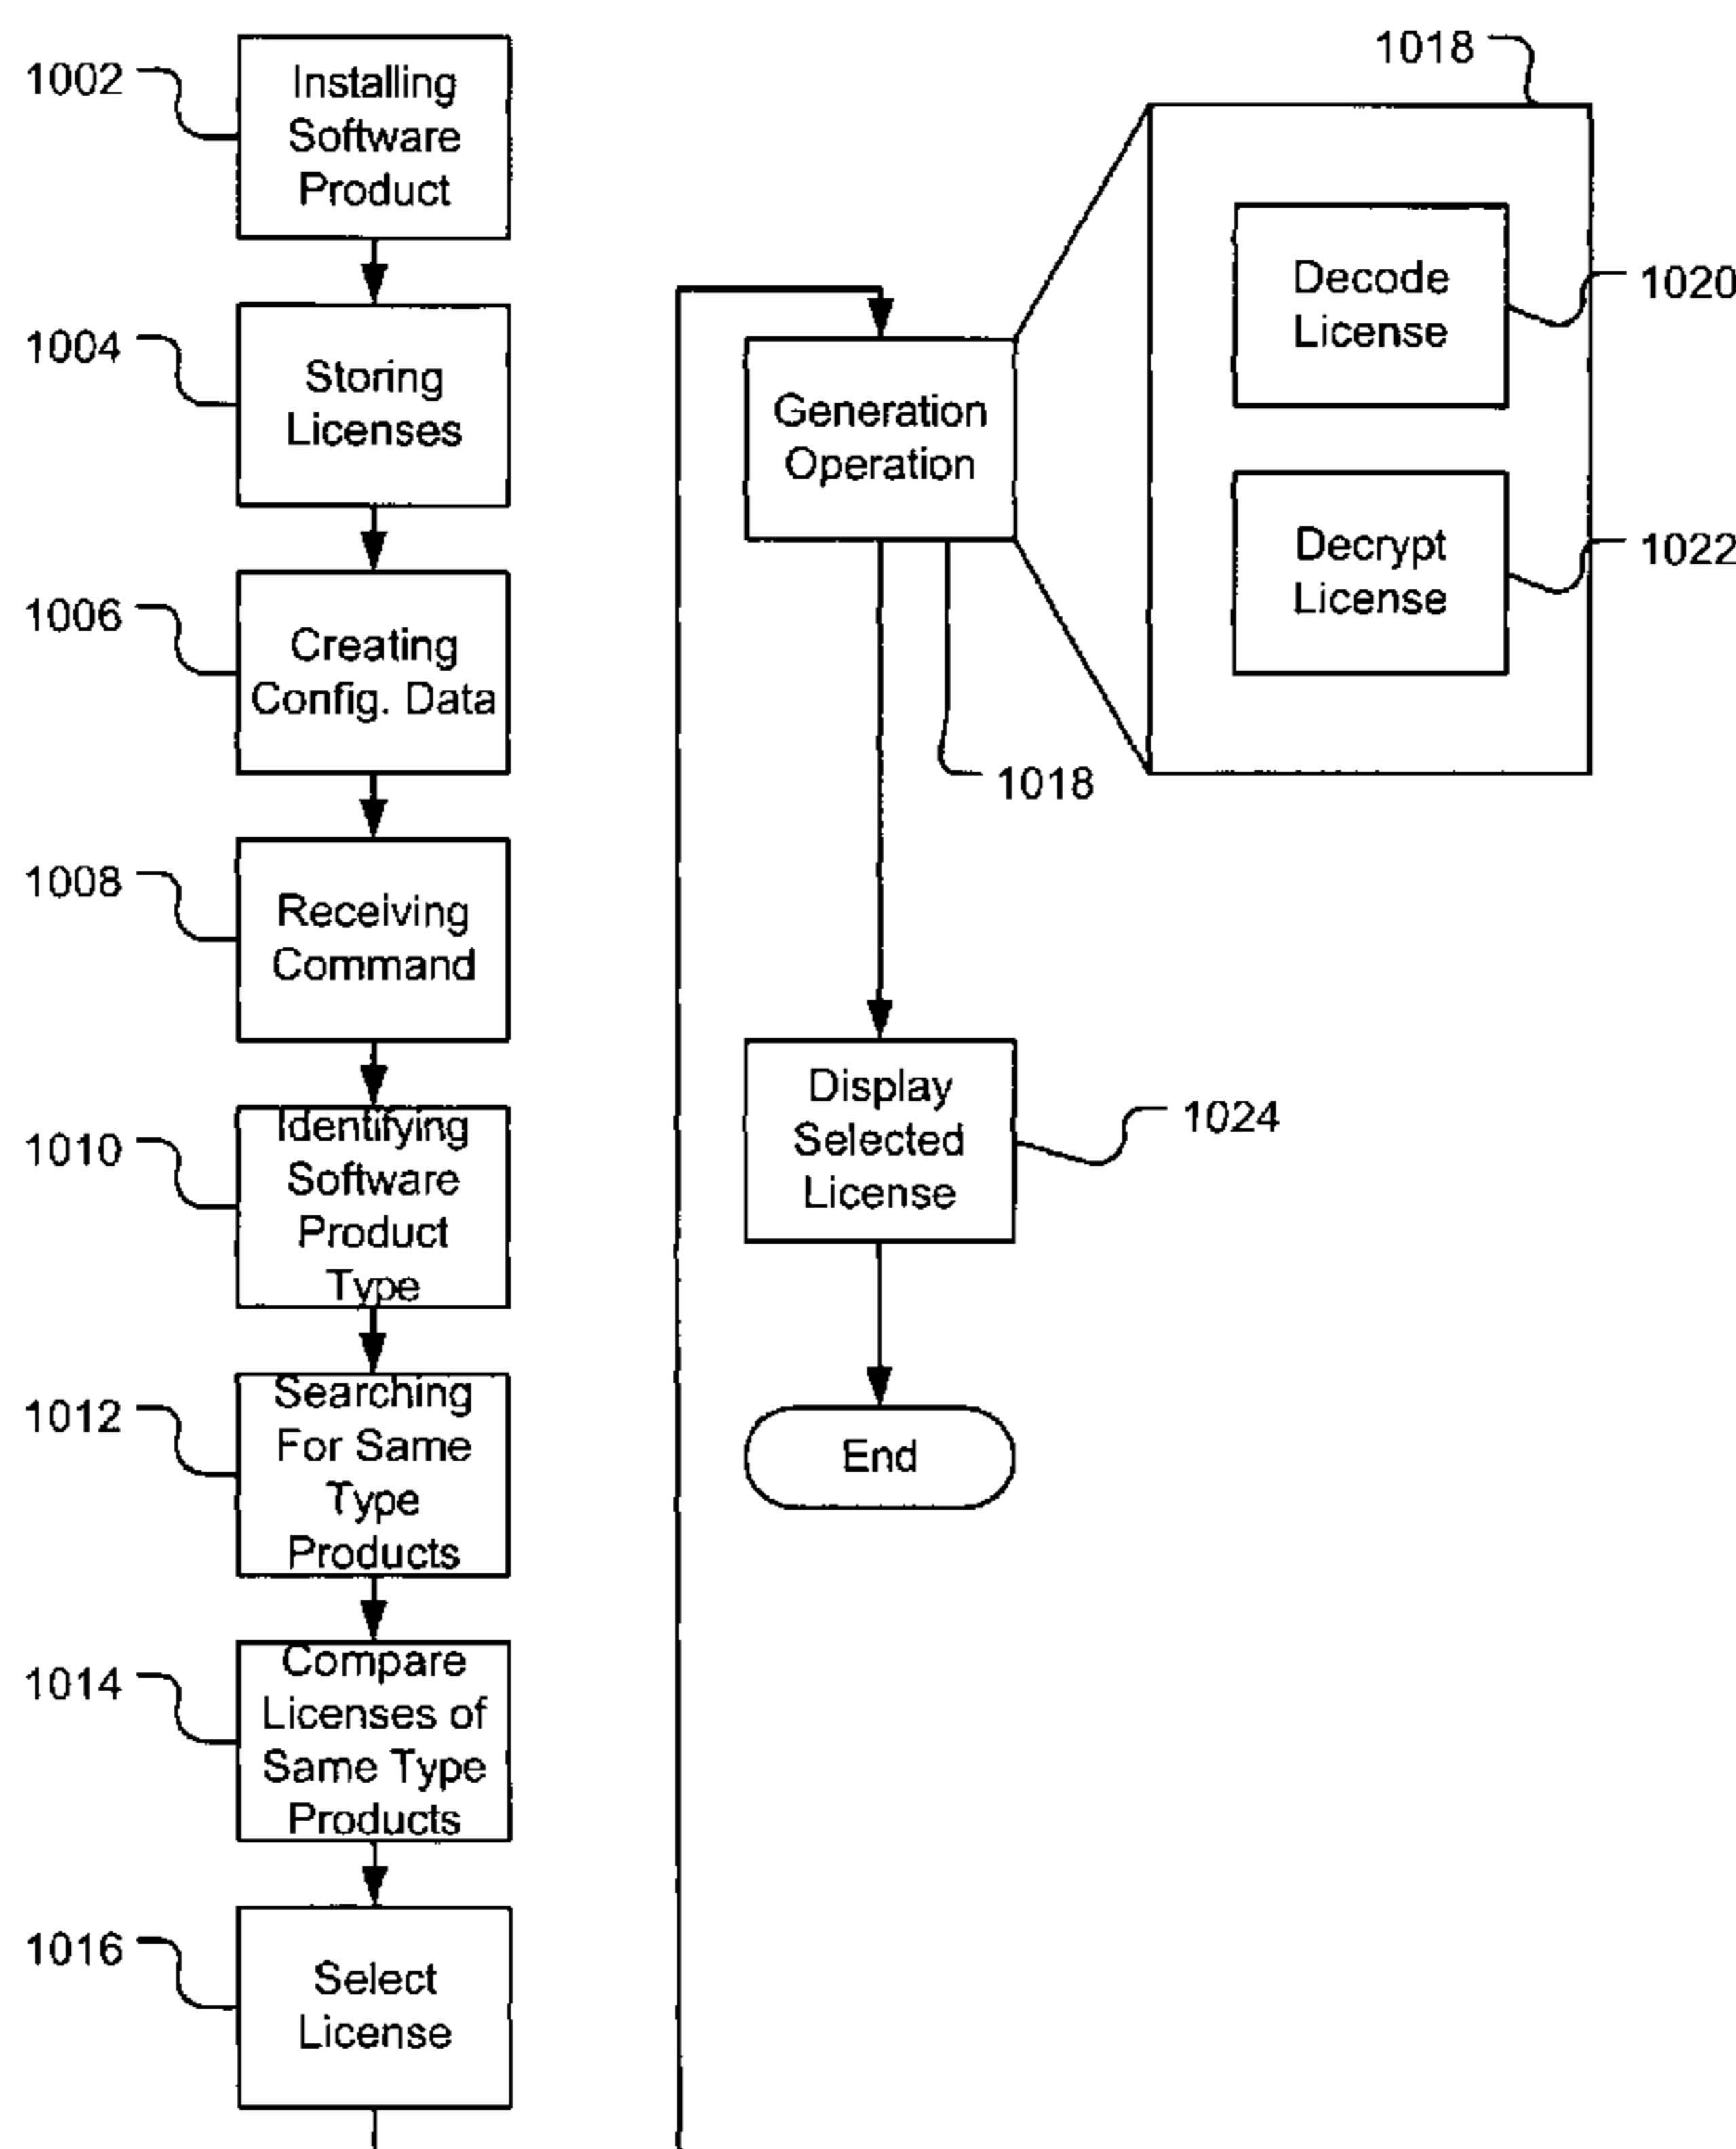 1002
Installing
Software
Product
1004
Storing
Licenses
1006
Creating
Config. Data
1008
Receiving
Command
1010
Identifying
Software
Product
Type
1012
Searching
For Same
Type
Products
1014
Compare
Licenses of
Same Type
Products
1016
Select
License
Generation
Operation
1018
1018
Decode
License
1020
Decrypt
License
1022
Display
Selected
License
1024
End